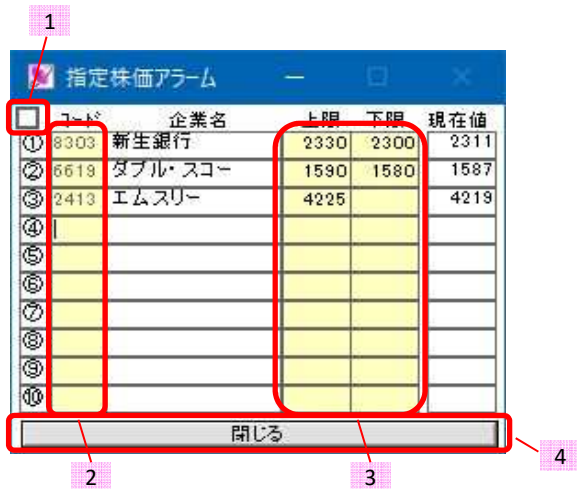 1
指定株価アラーム
コード 企業名 上限 下限 現在値
① 8303 新生銀行 2330 2300 2311
② 6619 ダブル・スコー 1590 1580 1587
③ 2413 エムスリー 4225 4219
④
⑤
⑥
⑦
⑧
⑨
⑩
閉じる
4
2 3